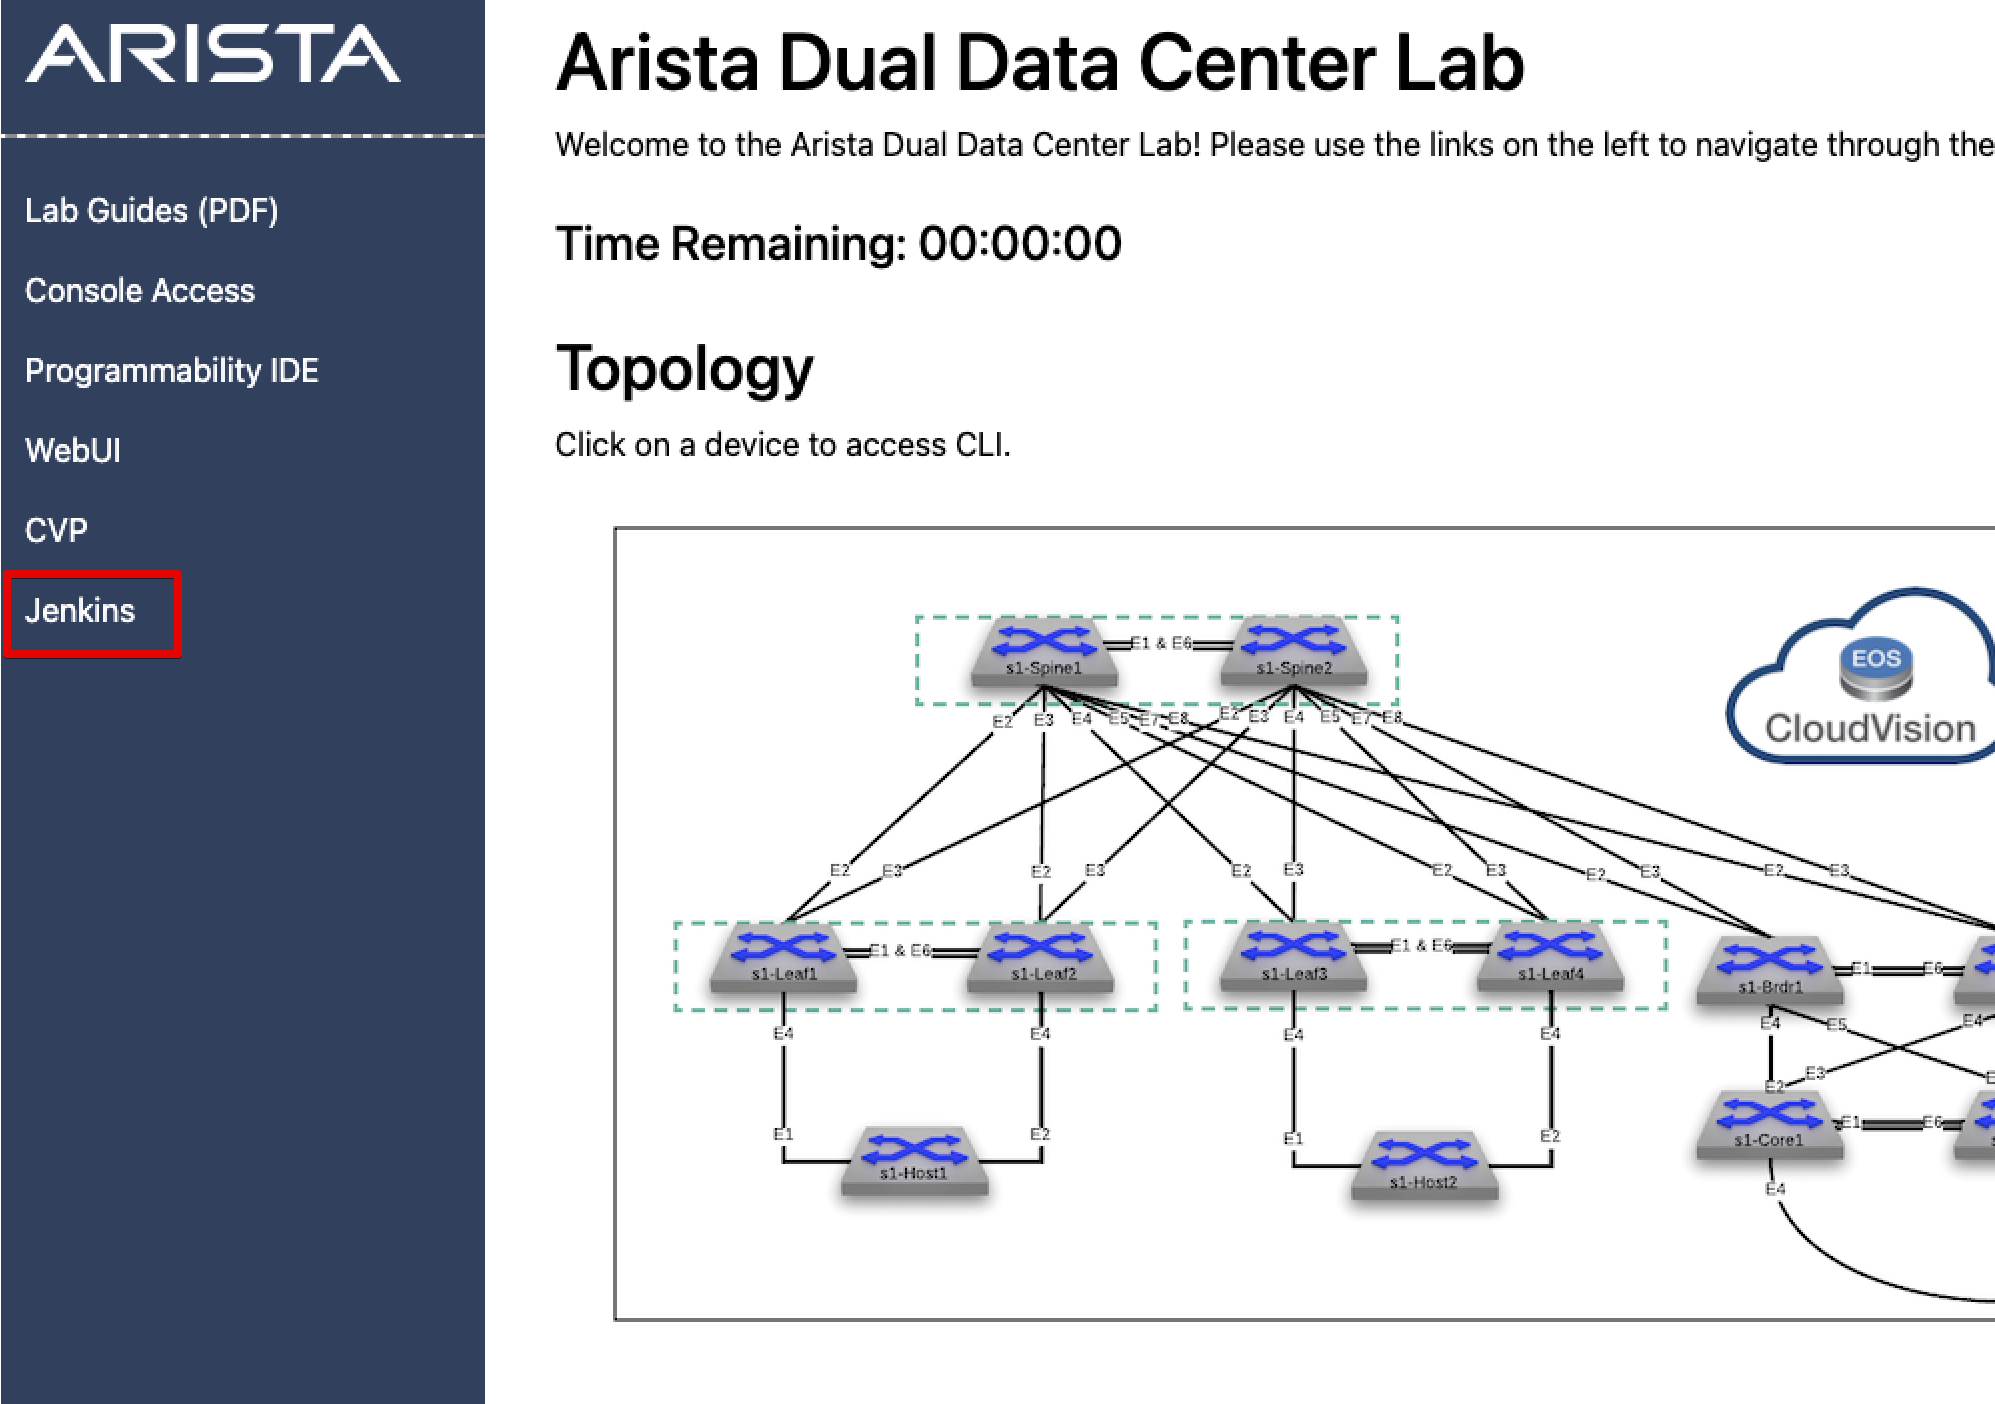 ARISTA
Lab Guides (PDF)
Console Access
Programmability IDE
WebUI
CVP
Jenkins
Arista Dual Data Center Lab
Welcome to the Arista Dual Data Center Lab! Please use the links on the left to navigate through the
Time Remaining: 00:00:00
Topology
Click on a device to access CLI.
s1-Spine1 E1 & E6 s1-Spine2
EOS
CloudVision
E2 E3 E4 E5 E7 E8 E2 E3 E4 E5 E7 E8
E2 E3 E2 E3 E2 E3 E2 E3 E2 E3 E2 E3
s1-Leaf1 E1 & E6 s1-Leaf2 s1-Leaf3 E1 & E6 s1-Leaf4
s1-Brdr1 E1 E6
E4 E4 E4 E4 E4 E5 E4
E2 E3
E1 E2 E1 E2
s1-Core1 E1 E6
s1-Host1 s1-Host2
E4